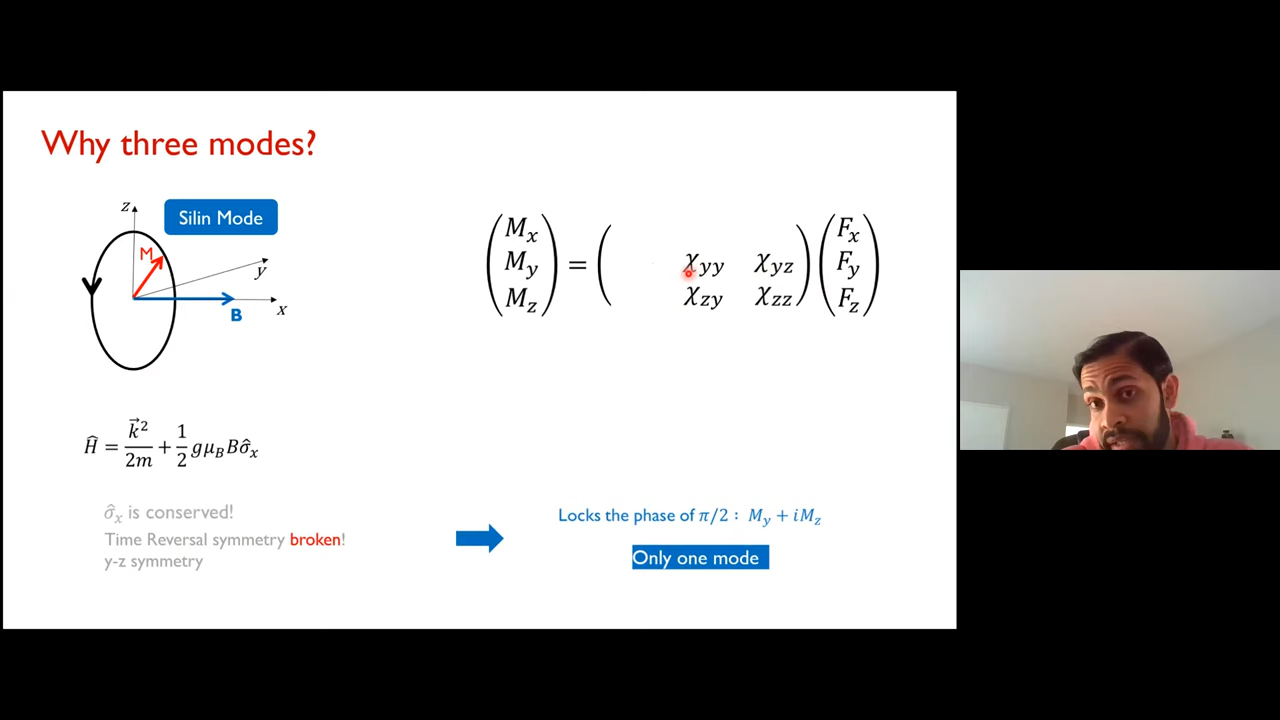 Why three modes?
z
Silin Mode
M
y
B
x
(M_x M_y M_z) = ( χ_yy χ_yz χ_zy χ_zz ) (F_x F_y F_z)
Ĥ = k⃗²/2m + 1/2 gμ_B Bσ̂_x
σ̂_x is conserved!
Time Reversal symmetry broken!
y-z symmetry
Locks the phase of π/2 : M_y + iM_z
Only one mode